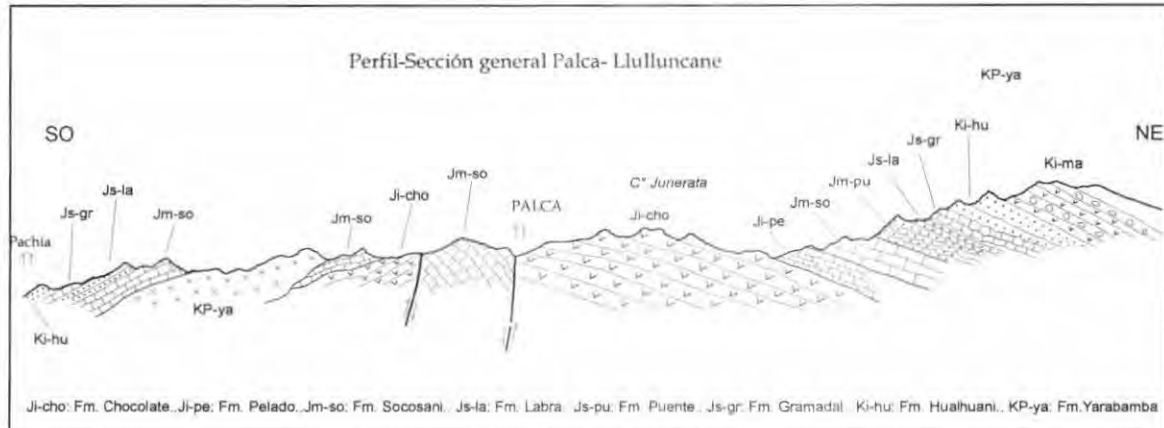 Perfil-Sección general Palca- Llulluncane
KP-ya
SO
NE
Ki-hu
Js-gr
Js-la
Ki-ma
Jm-pu
Jm-so
Ji-pe
C° Junerata
Ji-cho
PALCA
Jm-so
Ji-cho
Jm-so
KP-ya
Js-la
Js-gr
Jm-so
Pachía
Ki-hu
Ji-cho: Fm. Chocolate..Ji-pe: Fm. Pelado..Jm-so: Fm. Socosani.. Js-la: Fm. Labra. Js-pu: Fm Puente.. Js-gr: Fm. Gramadal.. Ki-hu: Fm. Hualhuani.. KP-ya: Fm.Yarabamba